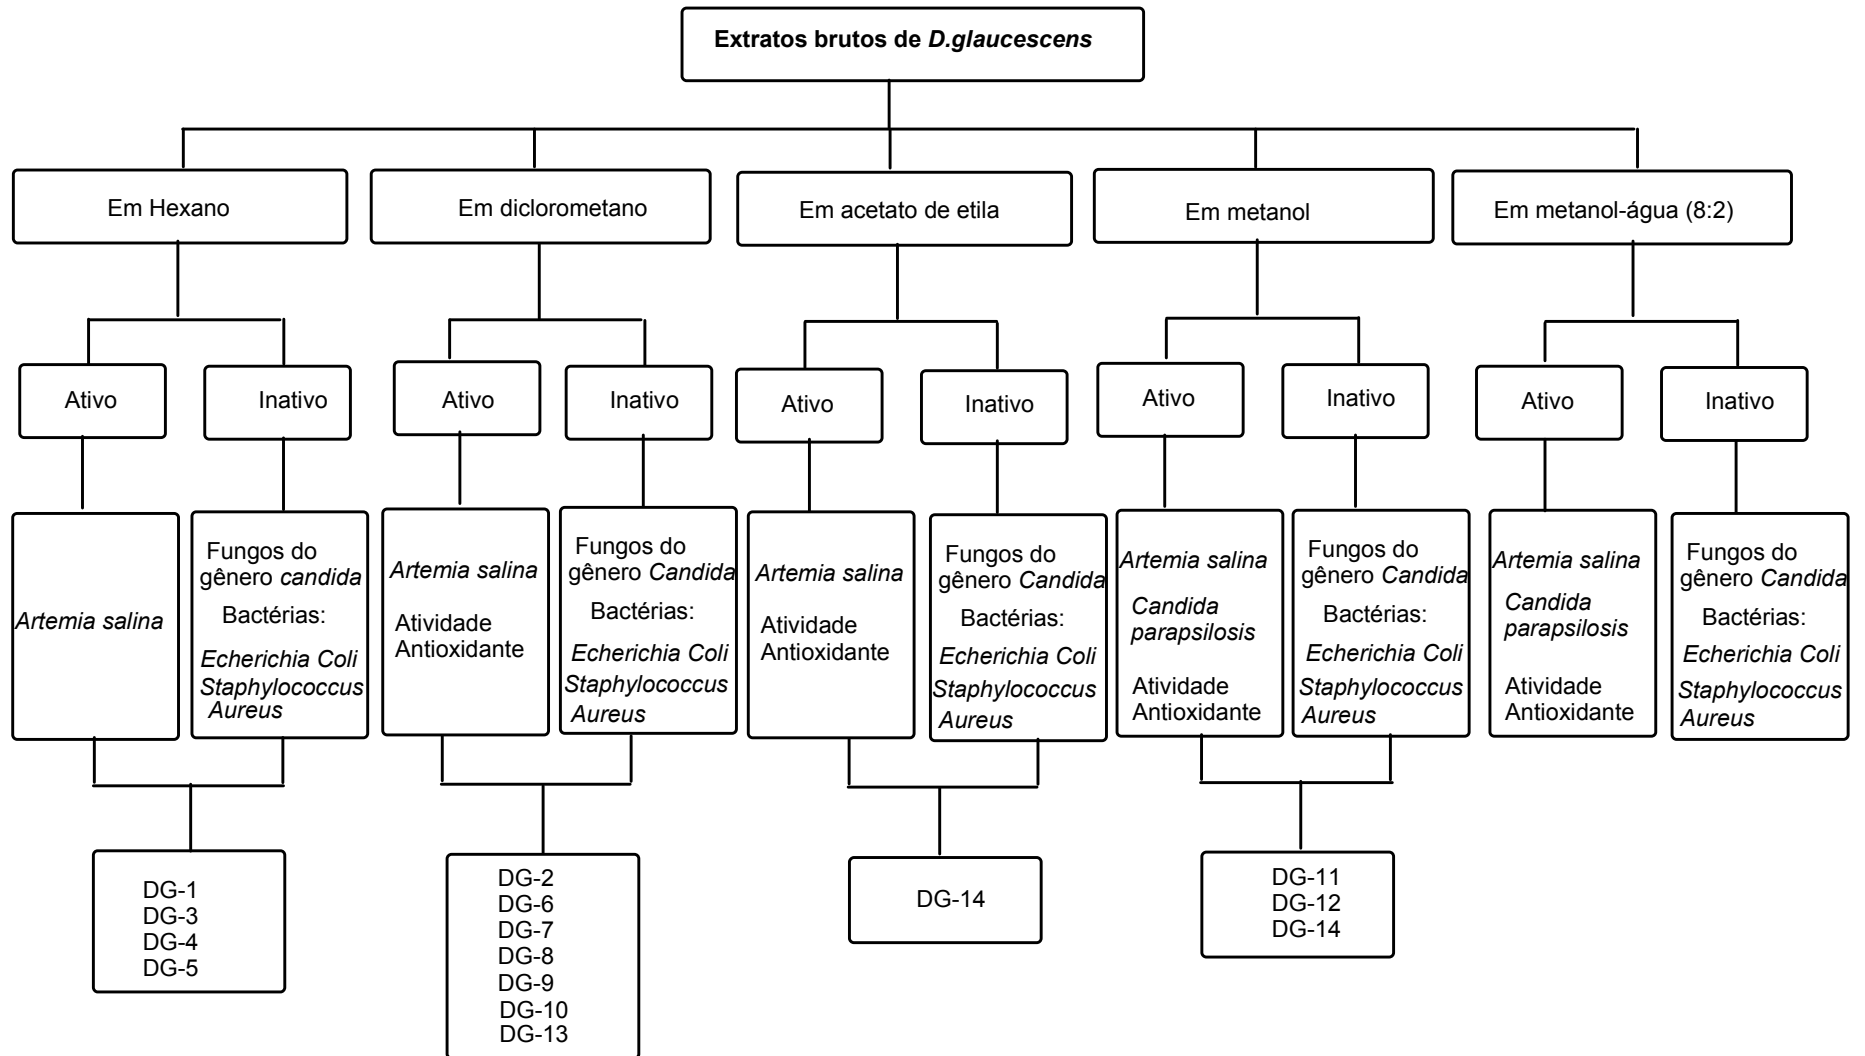 Extratos brutos de D.glaucescens
Em Hexano
Em diclorometano
Em acetato de etila
Em metanol
Em metanol-água (8:2)
Ativo
Inativo
Ativo
Inativo
Ativo
Inativo
Ativo
Inativo
Ativo
Inativo
Artemia salina
Fungos do
gênero candida
Bactérias:
Echerichia Coli
Staphylococcus
Aureus
Artemia salina
Atividade
Antioxidante
Fungos do
gênero Candida
Bactérias:
Echerichia Coli
Staphylococcus
Aureus
Artemia salina
Atividade
Antioxidante
Fungos do
gênero Candida
Bactérias:
Echerichia Coli
Staphylococcus
Aureus
Artemia salina
Candida
parapsilosis
Atividade
Antioxidante
Fungos do
gênero Candida
Bactérias:
Echerichia Coli
Staphylococcus
Aureus
Artemia salina
Candida
parapsilosis
Atividade
Antioxidante
Fungos do
gênero Candida
Bactérias:
Echerichia Coli
Staphylococcus
Aureus
DG-1
DG-3
DG-4
DG-5
DG-2
DG-6
DG-7
DG-8
DG-9
DG-10
DG-13
DG-14
DG-11
DG-12
DG-14